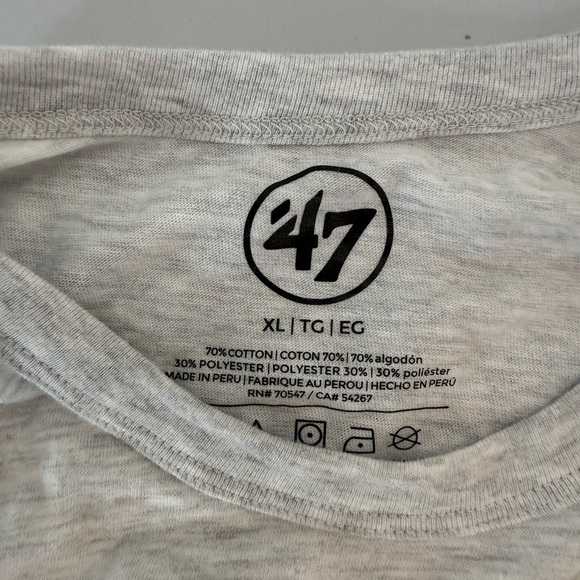 '47
XL | TG | EG
70% COTTON | COTON 70% | 70% algodón
30% POLYESTER | POLYESTER 30% | 30% poliéster
MADE IN PERU | FABRIQUE AU PEROU | HECHO EN PERÚ
RN# 70547 / CA# 54267